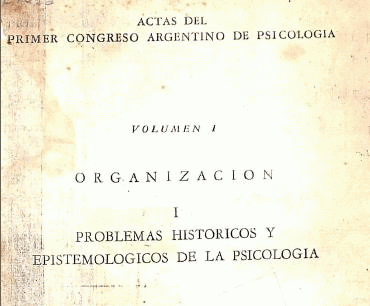 ACTAS DEL
PRIMER CONGRESO ARGENTINO DE PSICOLOGIA
VOLUMEN I
ORGANIZACION
I
PROBLEMAS HISTORICOS Y
EPISTEMOLOGICOS DE LA PSICOLOGIA